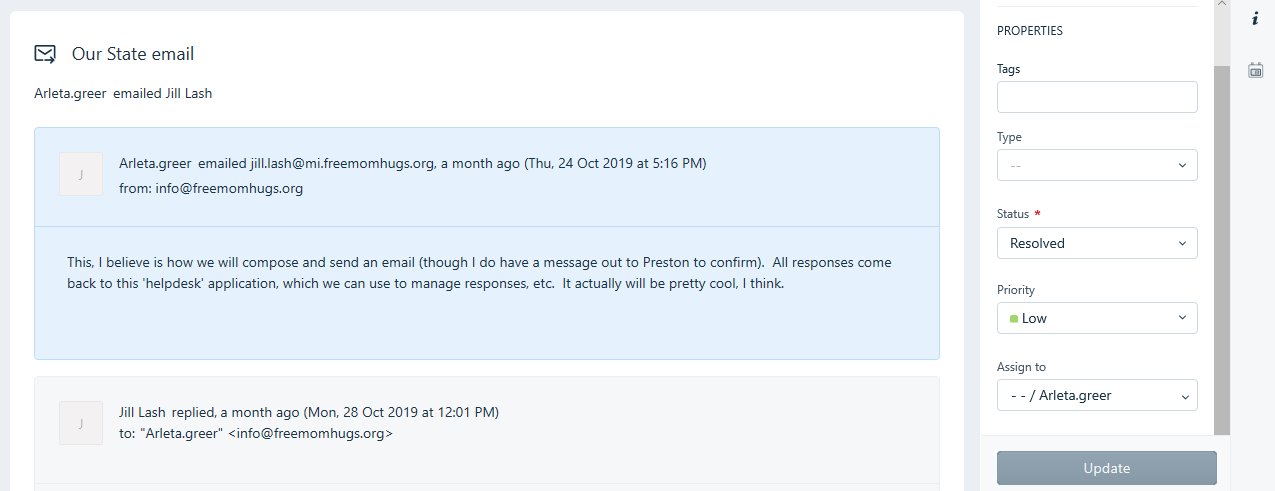 Our State email
Arleta.greer emailed Jill Lash
J
Arleta.greer emailed jill.lash@mi.freemomhugs.org, a month ago (Thu, 24 Oct 2019 at 5:16 PM)
from: info@freemomhugs.org
This, I believe is how we will compose and send an email (though I do have a message out to Preston to confirm). All responses come
back to this 'helpdesk' application, which we can use to manage responses, etc. It actually will be pretty cool, I think.
J
Jill Lash replied, a month ago (Mon, 28 Oct 2019 at 12:01 PM)
to: "Arleta.greer" <info@freemomhugs.org>
PROPERTIES
Tags
Type
--
Status *
Resolved
Priority
Low
Assign to
- - / Arleta.greer
Update
i